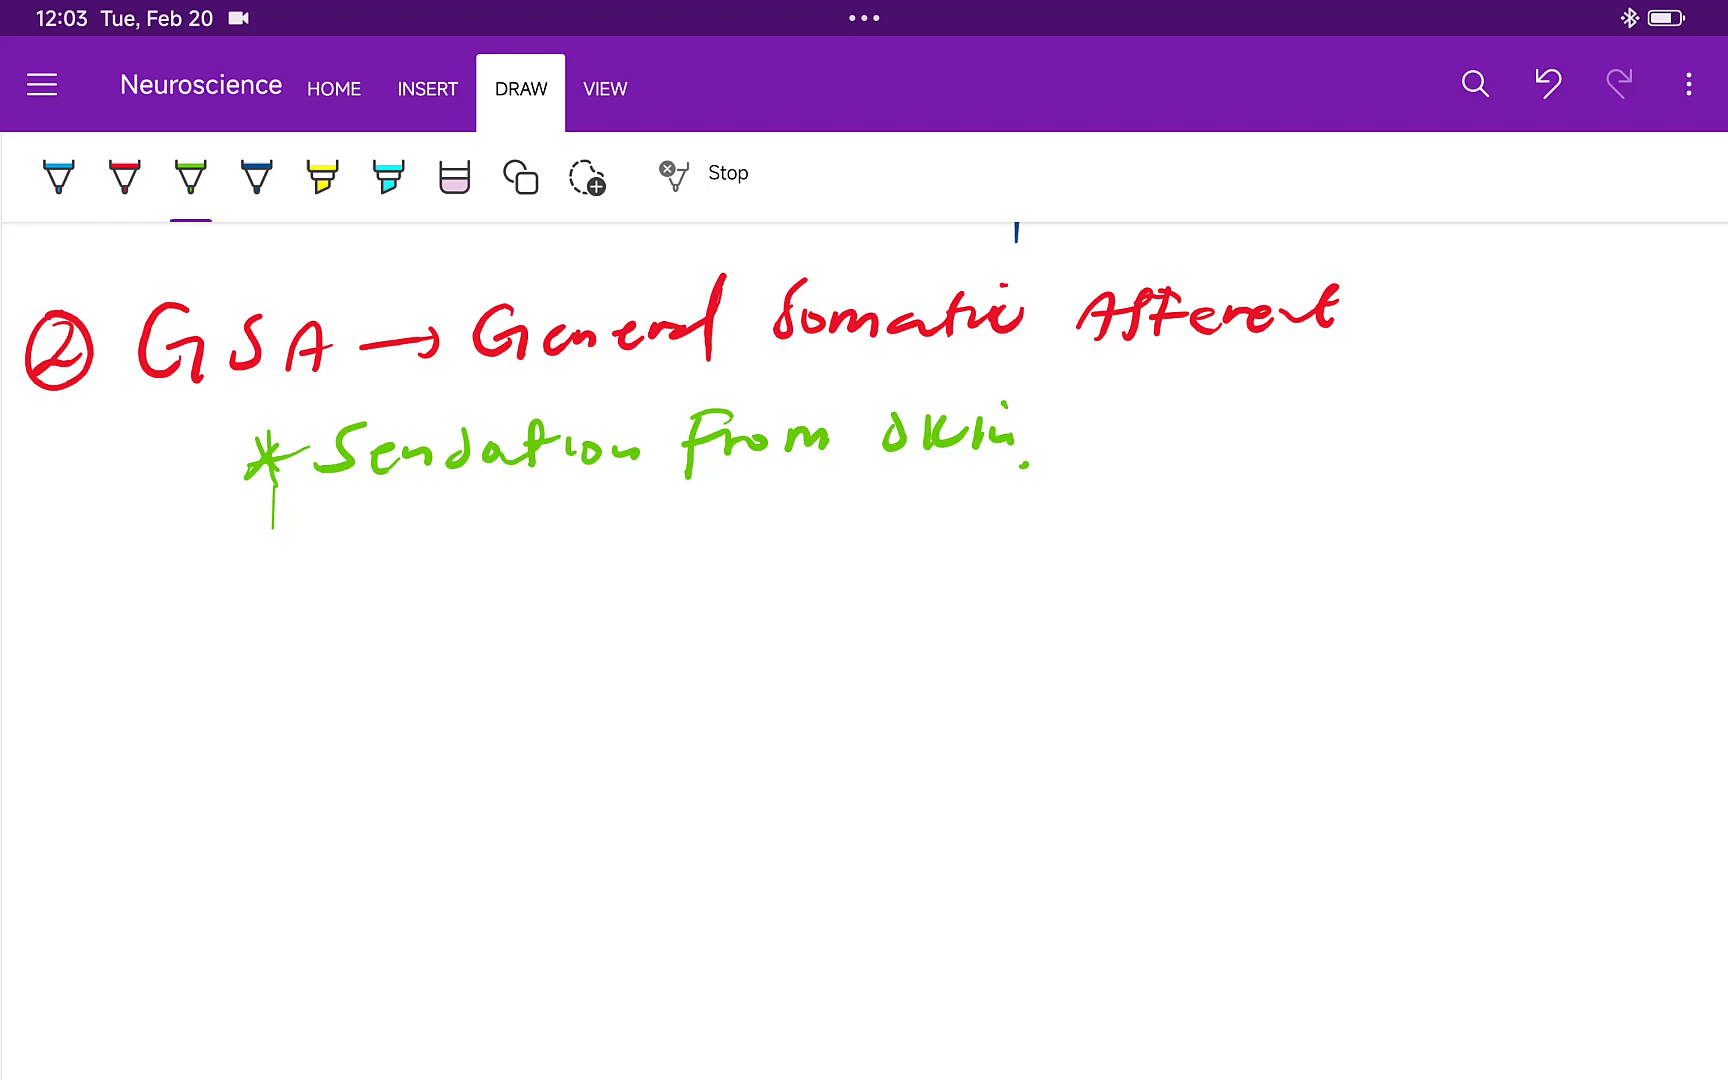 12:03 Tue, Feb 20
Neuroscience HOME INSERT DRAW VIEW
Stop
② GSA → General Somatic Afferent
* Sensation From skin.